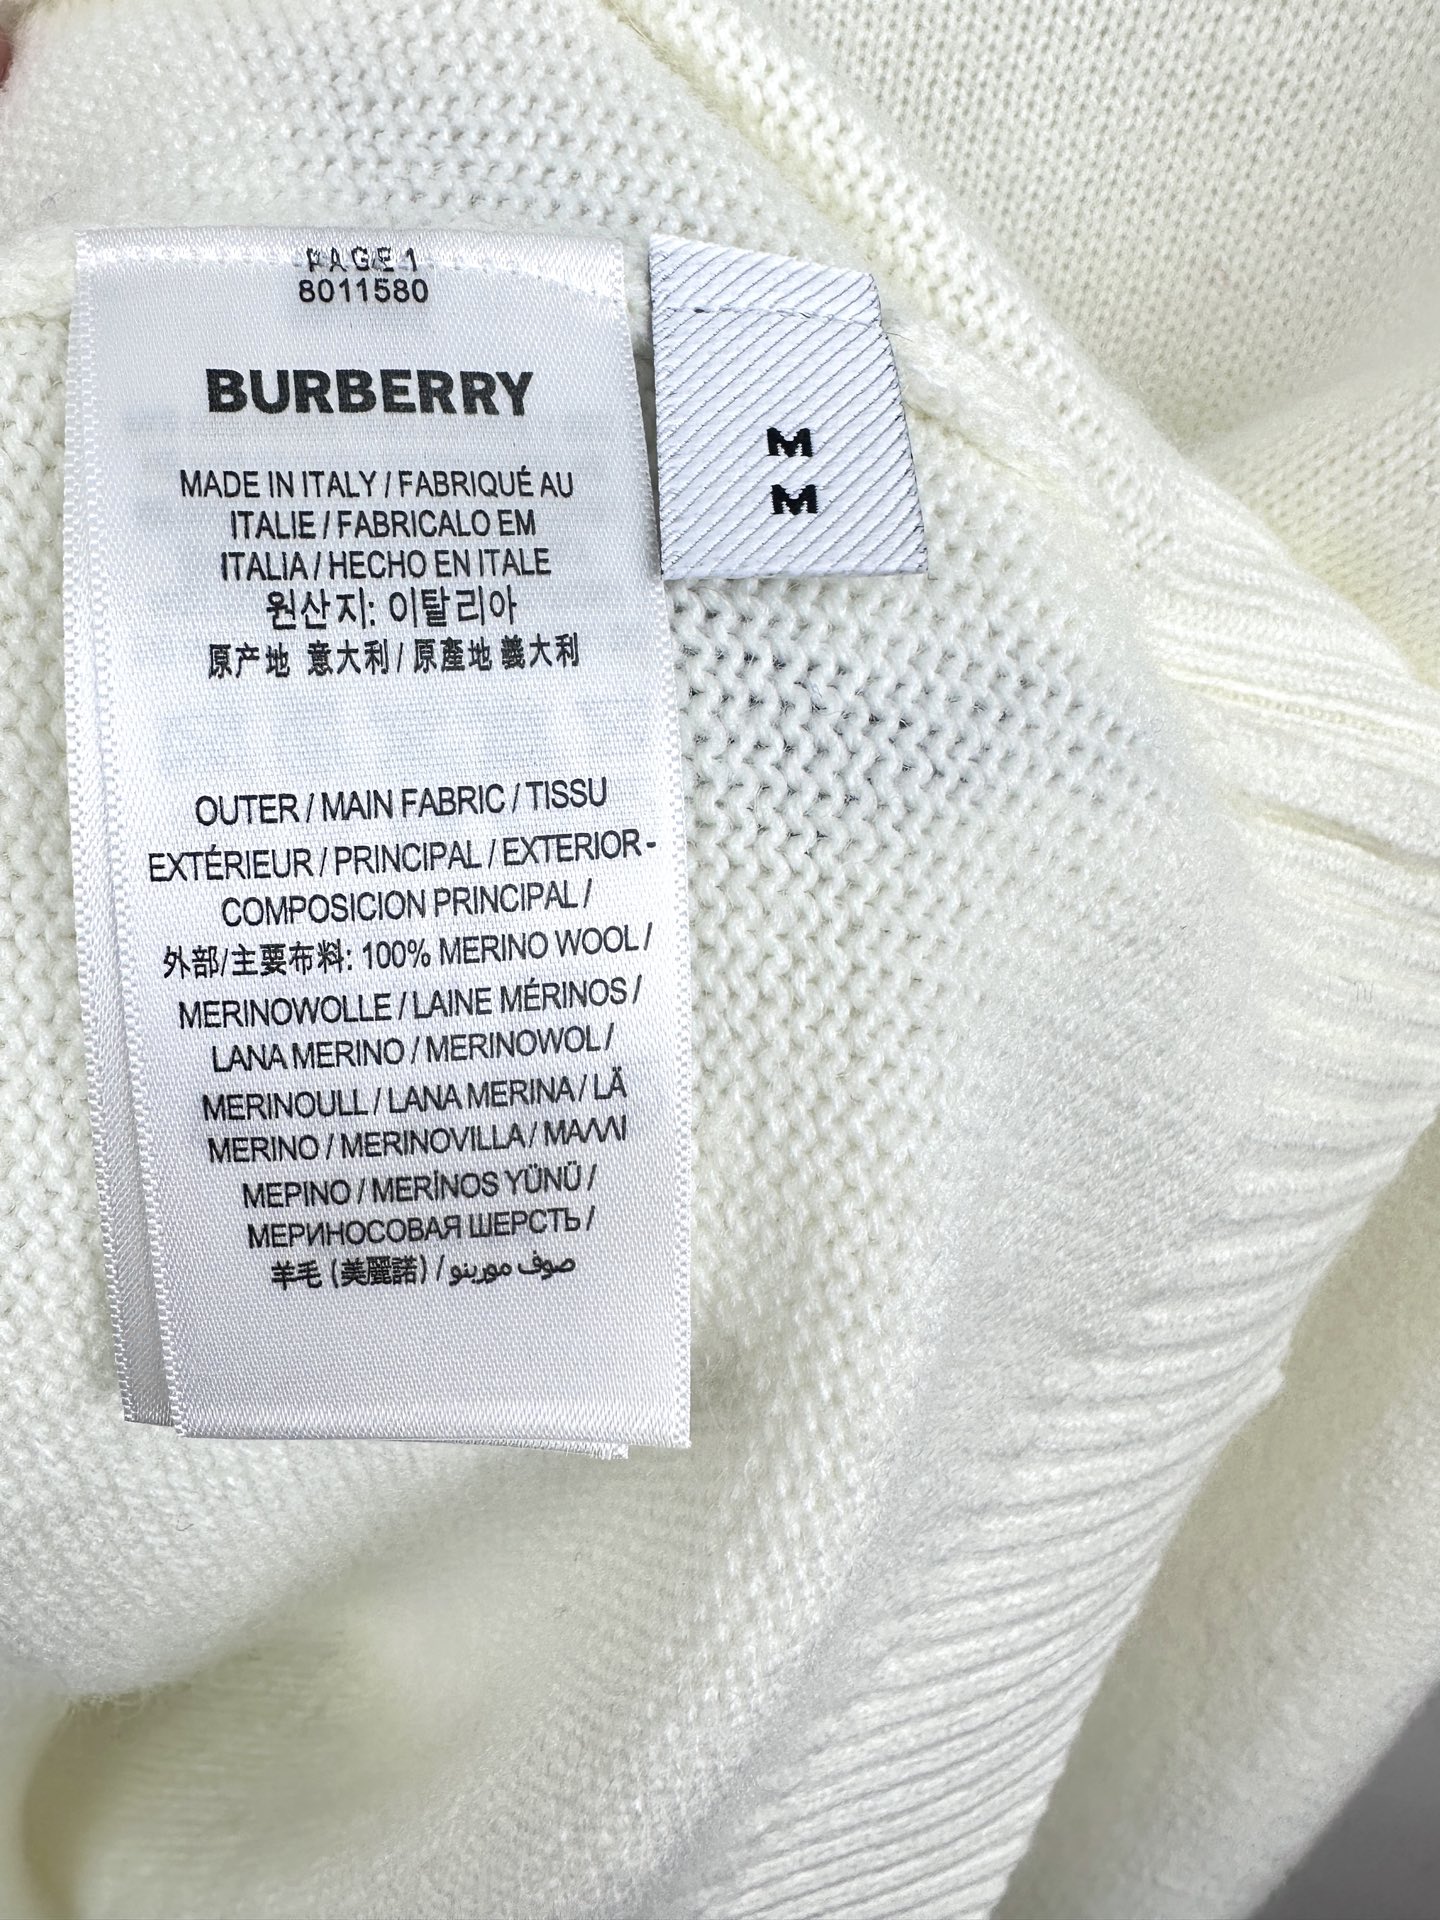 PAGE 1
8011580
BURBERRY
MADE IN ITALY / FABRIQUÉ AU
ITALIE / FABRICALO EM
ITALIA / HECHO EN ITALE
원산지: 이탈리아
原产地 意大利 / 原產地 義大利
OUTER / MAIN FABRIC / TISSU
EXTÉRIEUR / PRINCIPAL / EXTERIOR -
COMPOSICION PRINCIPAL /
外部/主要布料: 100% MERINO WOOL /
MERINOWOLLE / LAINE MÉRINOS /
LANA MERINO / MERINOWOL /
MERINOULL / LANA MERINA / LÃ
MERINO / MERINOVILLA / ΜΑΛΛΙ
ΜΕΡΙΝΟ / MERİNOS YÜNÜ /
МЕРИНОСОВАЯ ШЕРСТЬ /
羊毛 (美麗諾) / صوف مورينو
M
M